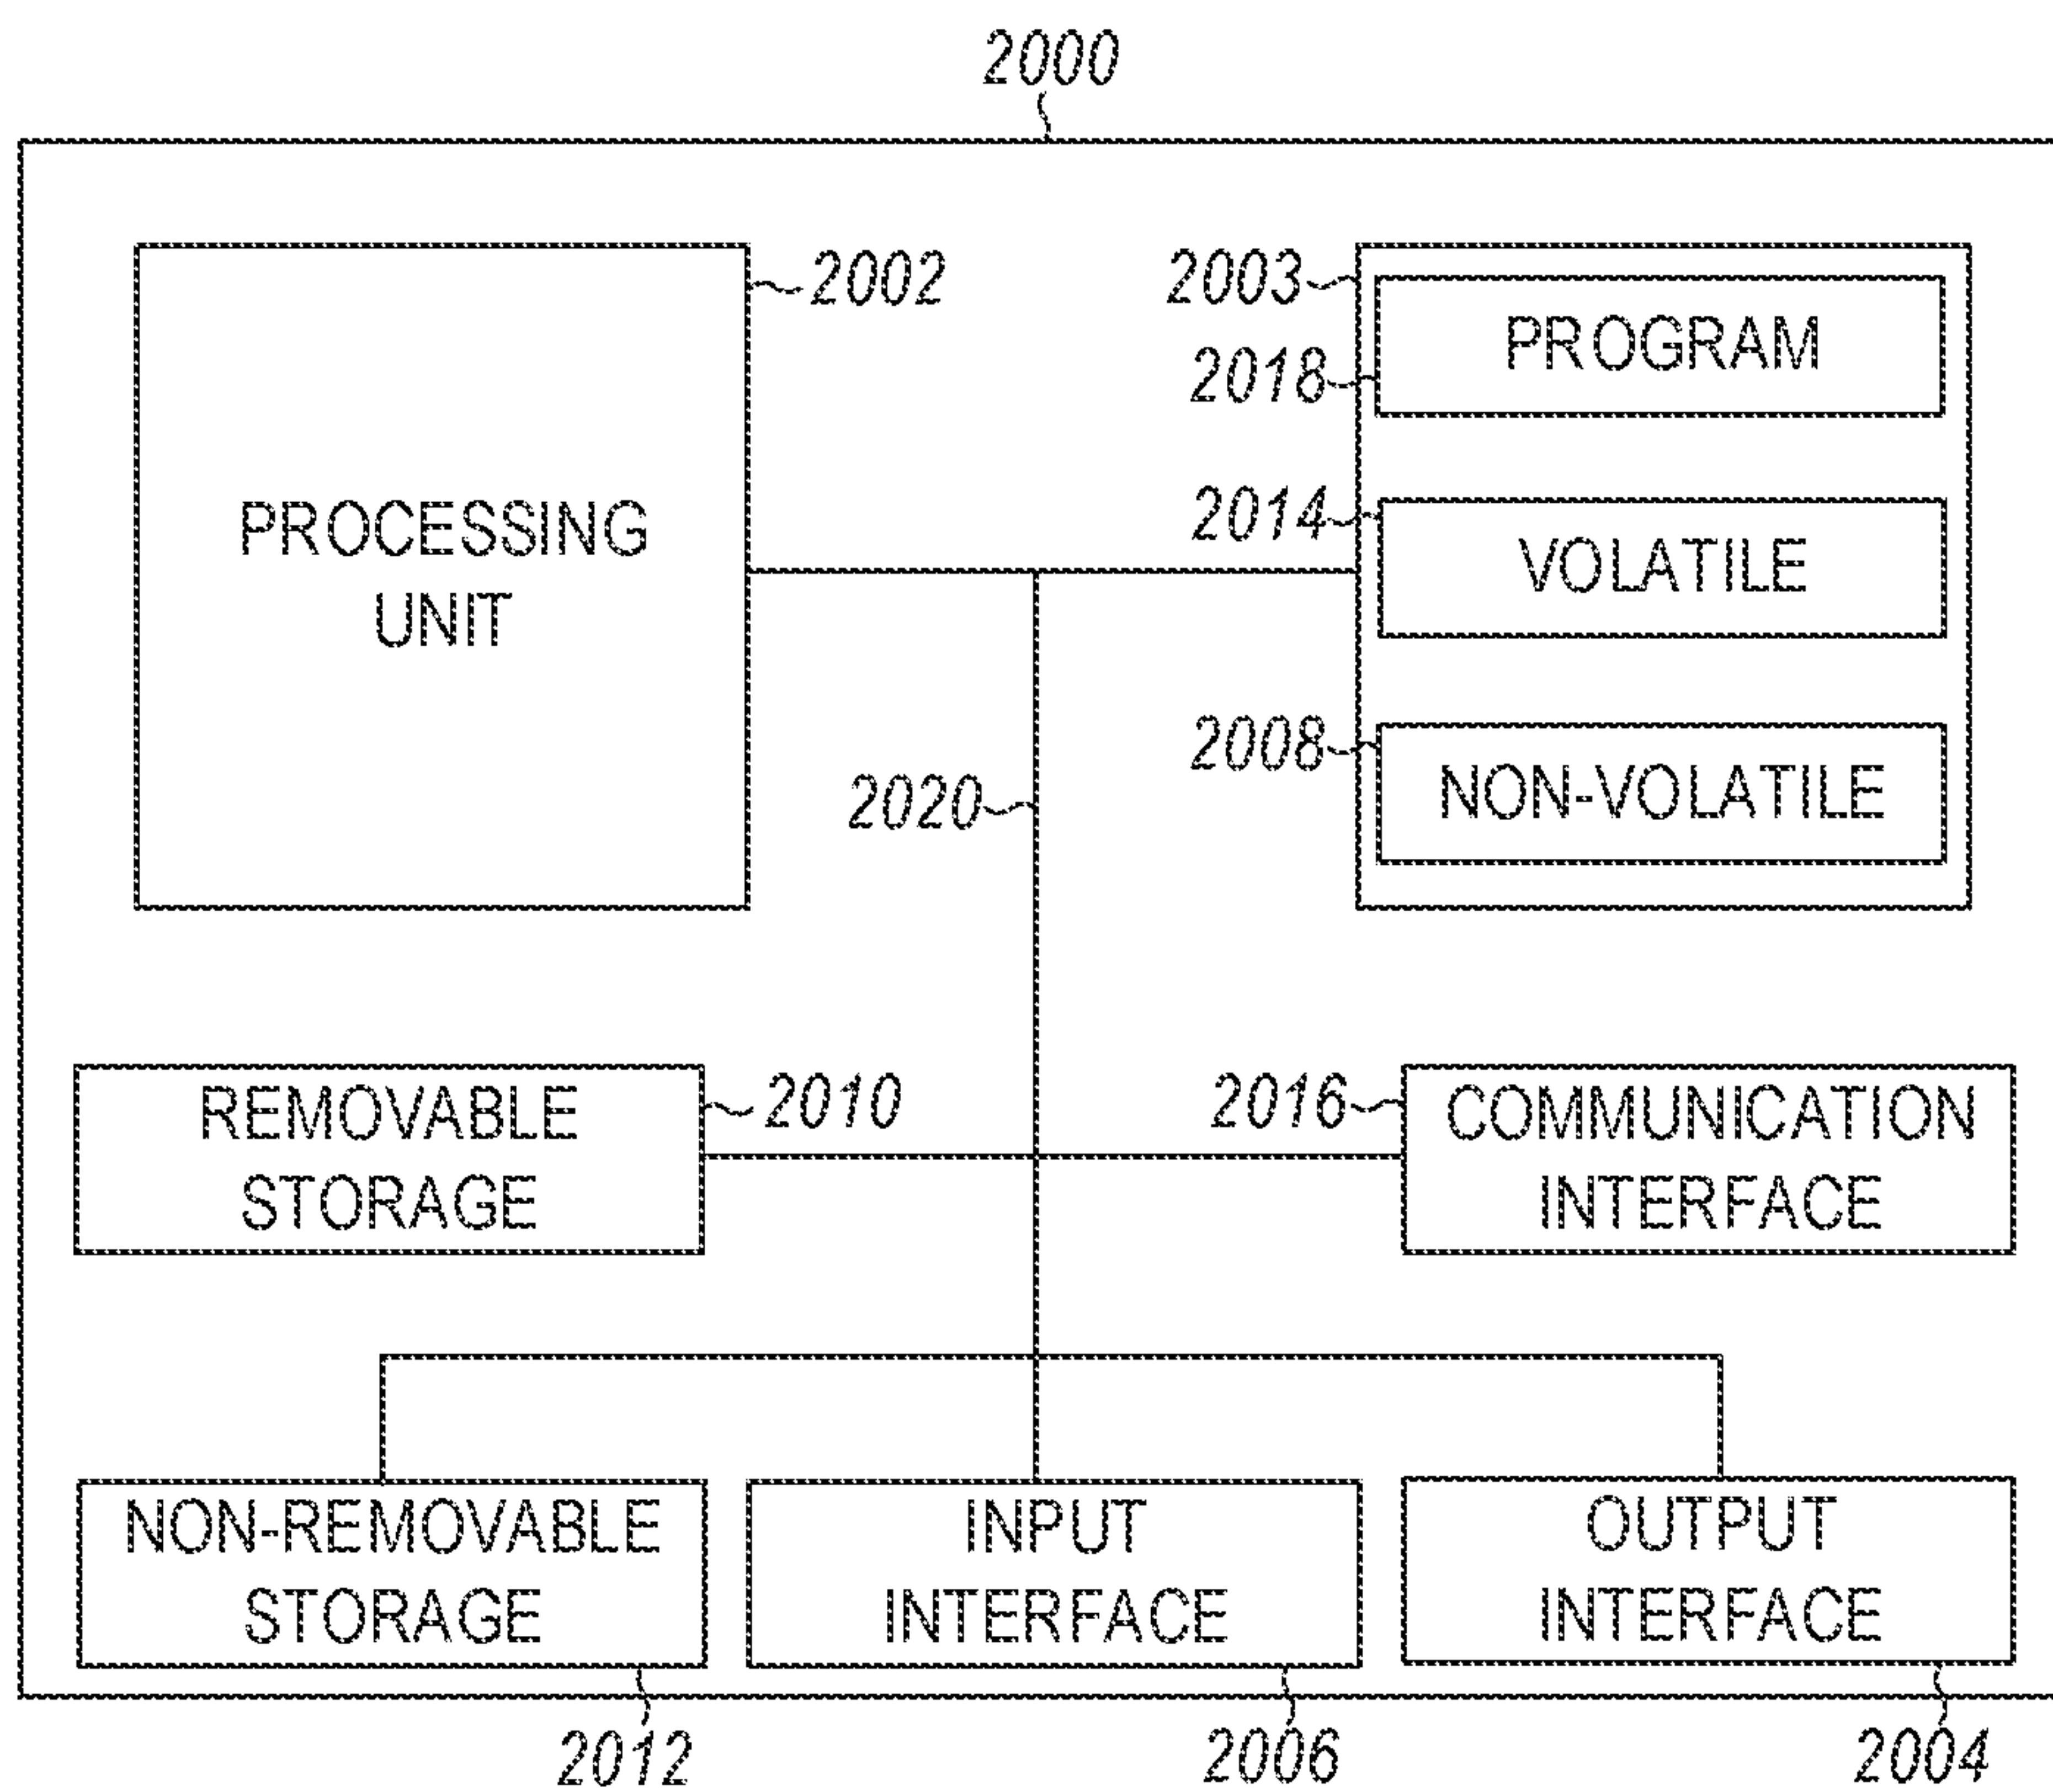 2000
2002
2003
PROGRAM
2018
PROCESSING
UNIT
2014
VOLATILE
2008
NON-VOLATILE
2020
REMOVABLE
STORAGE
2010
2016
COMMUNICATION
INTERFACE
NON-REMOVABLE
STORAGE
INPUT
INTERFACE
OUTPUT
INTERFACE
2012
2006
2004